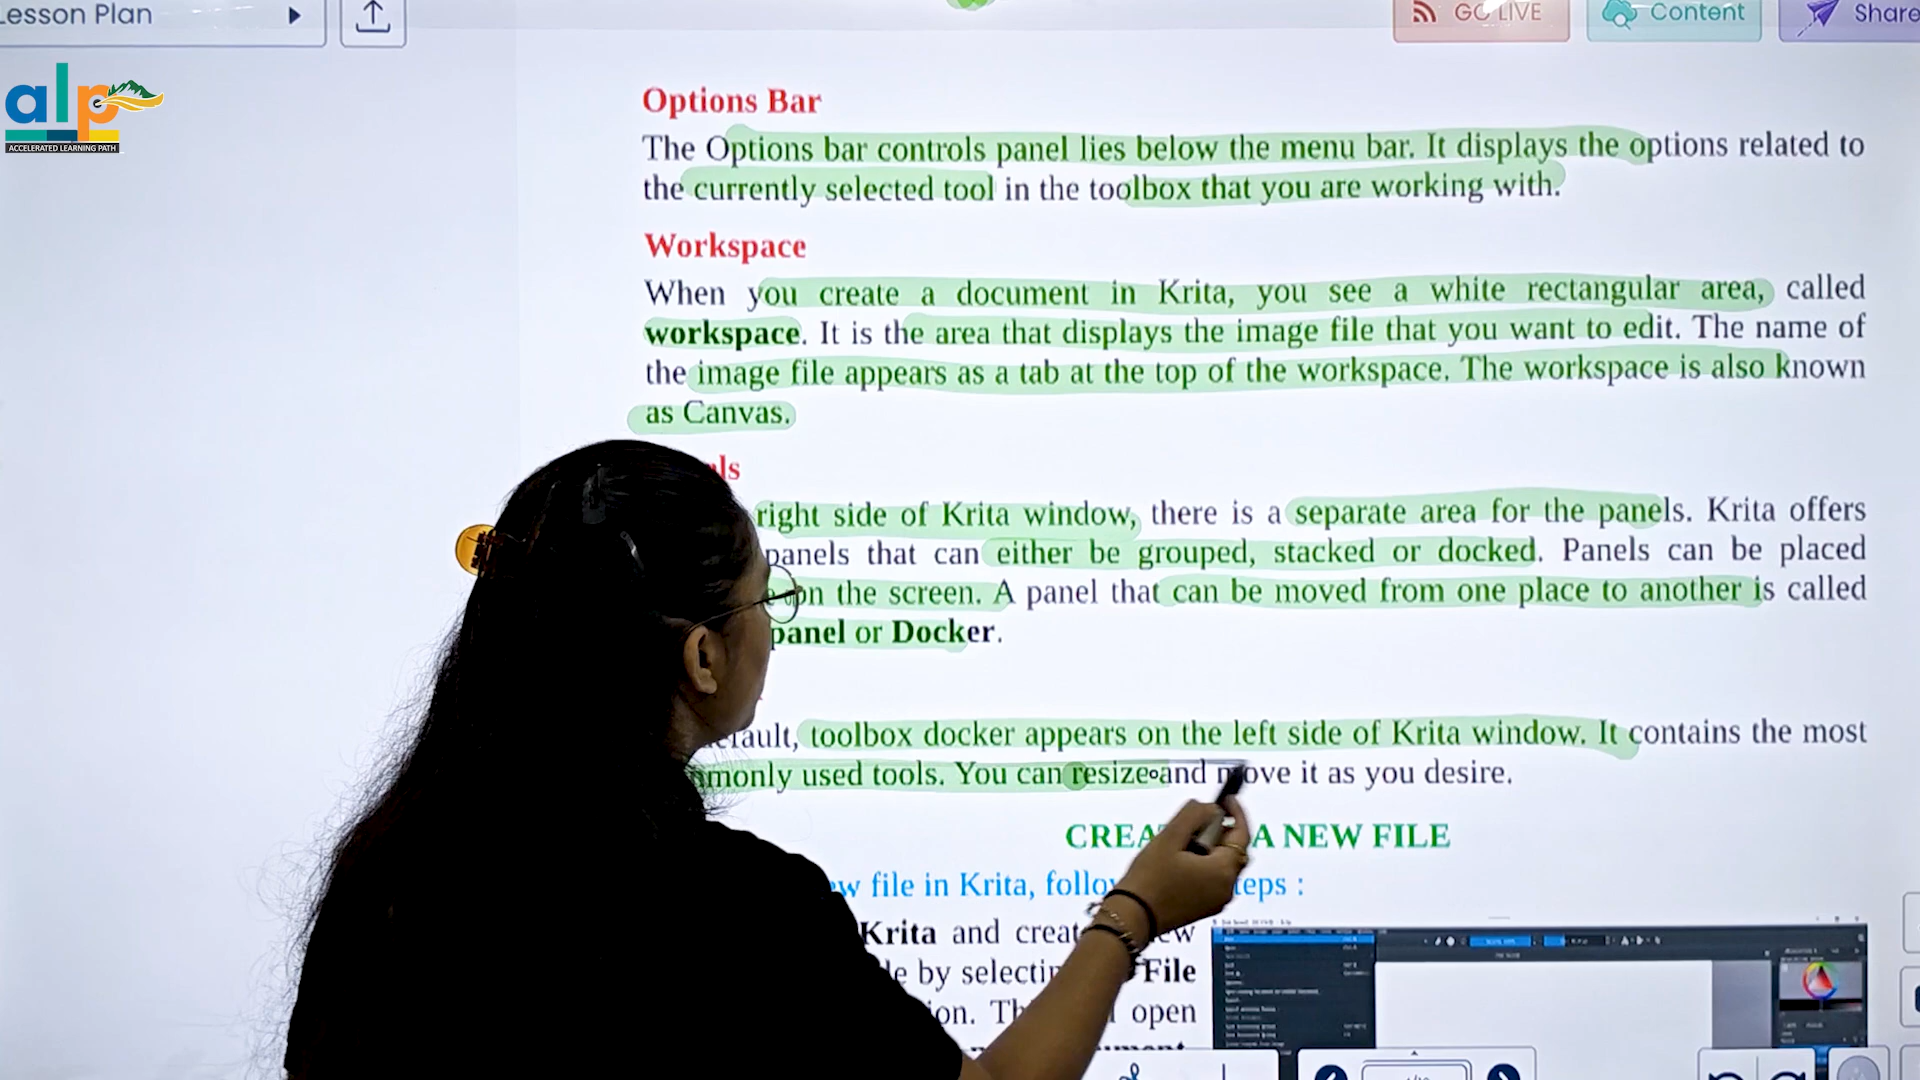 Lesson Plan
GO LIVE
Content
Share
alp
ACCELERATED LEARNING PATH
Options Bar
The Options bar controls panel lies below the menu bar. It displays the options related to
the currently selected tool in the toolbox that you are working with.
Workspace
When you create a document in Krita, you see a white rectangular area, called
workspace. It is the area that displays the image file that you want to edit. The name of
the image file appears as a tab at the top of the workspace. The workspace is also known
as Canvas.
right side of Krita window, there is a separate area for the panels. Krita offers
panels that can either be grouped, stacked or docked. Panels can be placed
on the screen. A panel that can be moved from one place to another is called
panel or Docker.
toolbox docker appears on the left side of Krita window. It contains the most
used tools. You can resize and move it as you desire.
A NEW FILE
file in Krita,
Krita and
by File
open